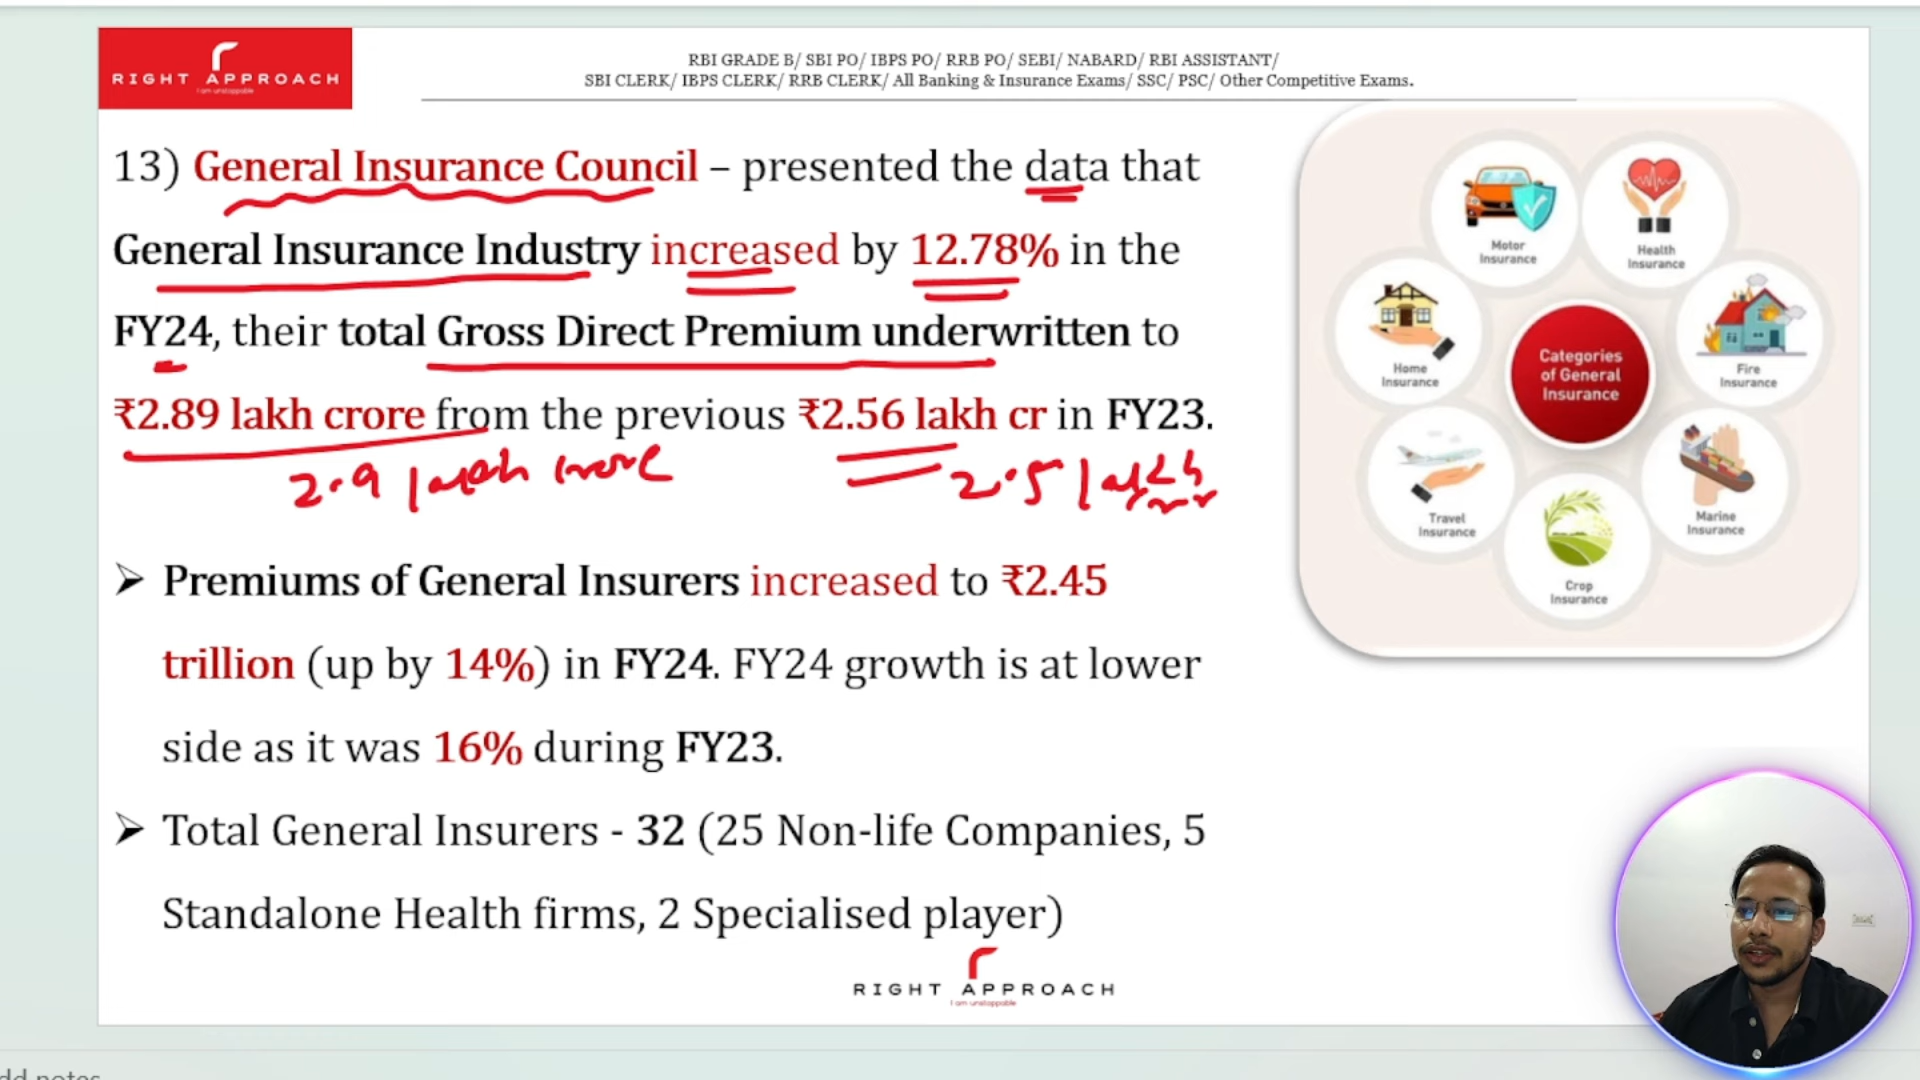 RIGHT APPROACH
I am unstoppable
RBI GRADE B/ SBI PO/ IBPS PO/ RRB PO/ SEBI/ NABARD/ RBI ASSISTANT/
SBI CLERK/ IBPS CLERK/ RRB CLERK/ All Banking & Insurance Exams/ SSC/ PSC/ Other Competitive Exams.
13) General Insurance Council – presented the data that
General Insurance Industry increased by 12.78% in the
FY24, their total Gross Direct Premium underwritten to
₹2.89 lakh crore from the previous ₹2.56 lakh cr in FY23.
2.9 lakh crore
2.5 lakh
➢ Premiums of General Insurers increased to ₹2.45
trillion (up by 14%) in FY24. FY24 growth is at lower
side as it was 16% during FY23.
➢ Total General Insurers - 32 (25 Non-life Companies, 5
Standalone Health firms, 2 Specialised player)
Motor
Insurance
Health
Insurance
Home
Insurance
Categories
of General
Insurance
Fire
Insurance
Travel
Insurance
Marine
Insurance
Crop
Insurance
RIGHT APPROACH
I am unstoppable